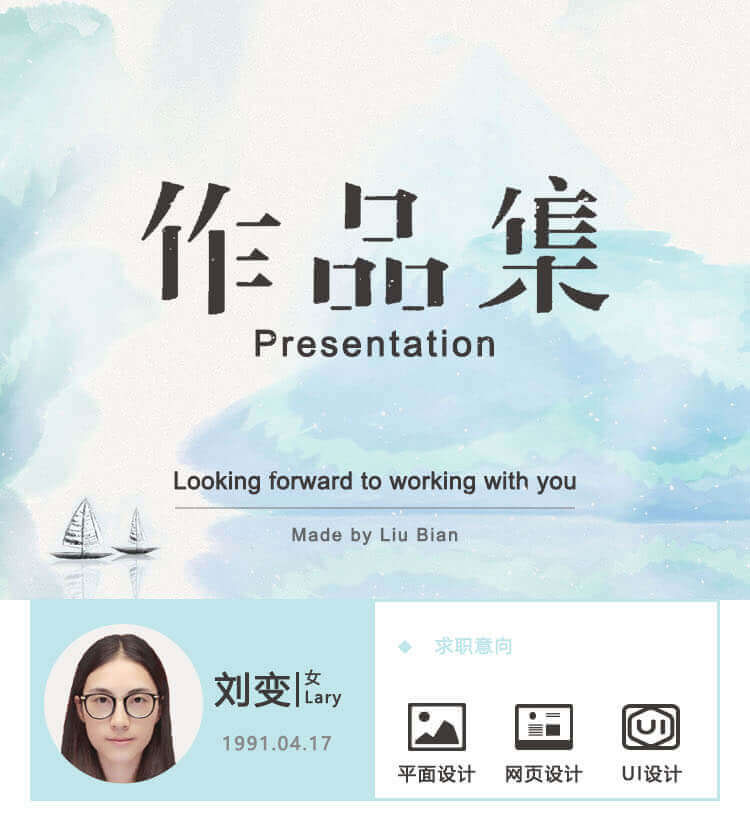 作品集
Presentation
Looking forward to working with you
Made by Liu Bian
刘变
女
Lary
1991.04.17
求职意向
平面设计
网页设计
UI
UI设计